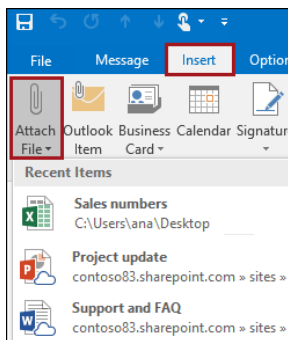 File Message Insert Option
Attach Outlook Business Calendar Signatur
File Item Card
Recent Items
Sales numbers
C:\Users\ana\Desktop
Project update
contoso83.sharepoint.com » sites »
Support and FAQ
contoso83.sharepoint.com » sites »